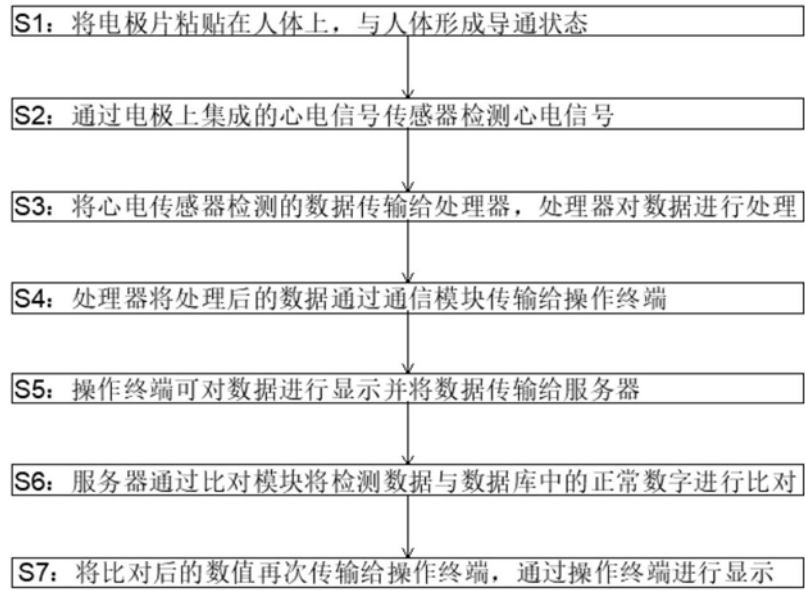 S1：将电极片粘贴在人体上，与人体形成导通状态
S2：通过电极上集成的心电信号传感器检测心电信号
S3：将心电传感器检测的数据传输给处理器，处理器对数据进行处理
S4：处理器将处理后的数据通过通信模块传输给操作终端
S5：操作终端可对数据进行显示并将数据传输给服务器
S6：服务器通过比对模块将检测数据与数据库中的正常数字进行比对
S7：将比对后的数值再次传输给操作终端，通过操作终端进行显示